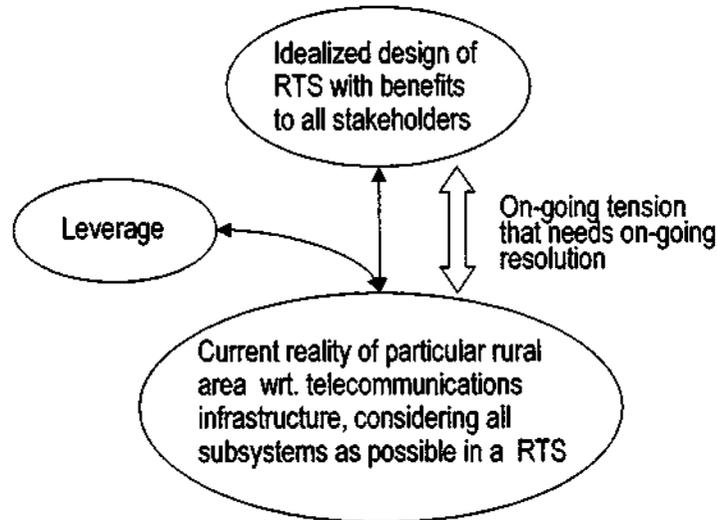 Idealized design of
RTS with benefits
to all stakeholders
Leverage
On-going tension
that needs on-going
resolution
Current reality of particular rural
area wrt. telecommunications
infrastructure, considering all
subsystems as possible in a RTS